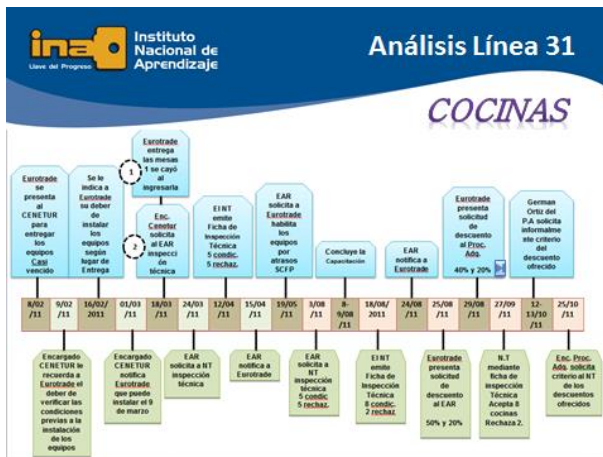 ina
Llave del Progreso
Instituto
Nacional de
Aprendizaje
Análisis Línea 31
COCINAS
Eurotrade
se
presenta
al
CENETUR
para
entregar
los
equipos
Casi
vencido
Se le
indica a
Eurotrade
su deber
de
instalar
los
equipos
según
lugar de
Entrega
1
Eurotrade
entrega
las mesas
1 se cayó
al
ingresarla
2
Enc.
Cenetur
solicita
al EAR
inspecci
ón
técnica
El NT
emite
Ficha de
Inspección
Técnica
5 condic.
5 rechaz.
EAR
solicita a
Eurotrade
habilita
los
equipos
por
atrasos
SCFP
Concluye la
Capacitación
EAR
notifica a
Eurotrade
Eurotrade
presenta
solicitud
de
descuento
al Proc.
Adq.
40% y 20%
German
Ortiz del
P.A solicita
informalme
nte criterio
del
descuento
ofrecido
8/02
/11
9/02
/11
16/02/
2011
01/03
/11
18/03
/11
24/03
/11
12/04
/11
15/04
/11
19/05
/11
3/08
/11
8-
9/08
/11
18/08/
2011
24/08
/11
25/08
/11
29/08
/11
27/09
/11
12-
13/10
/11
25/10
/11
Encargado
CENETUR le
recuerda a
Eurotrade el
deber de
verificar las
condiciones
previas a la
instalación
de los
equipos
Encargado
CENETUR
notifica
Eurotrade
que puede
instalar el 9
de marzo
EAR
solicita a NT
inspección
técnica
EAR
notifica a
Eurotrade
EAR
solicita a NT
inspección
técnica
5 condic
5 rechaz.
El NT
emite
Ficha de
Inspección
Técnica
8 condic.
2 rechaz
Eurotrade
presenta
solicitud
de
descuento
al EAR
50% y 20%
N.T
mediante
ficha de
inspección
Técnica
Acepta 8
cocinas
Rechaza 2.
Enc. Proc.
Adq. solicita
criterio al NT
de los
descuentos
ofrecidos